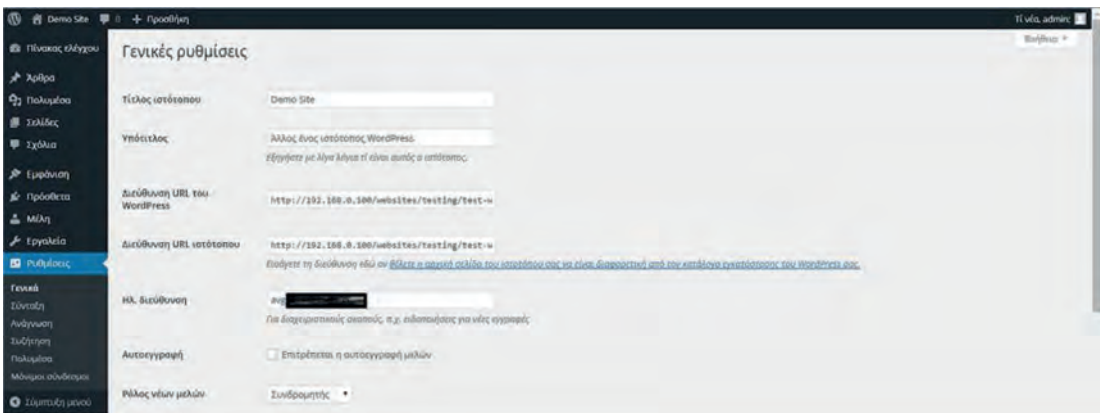 Demo Site 0 + Προσθήκη Τί νέα, admin;
Βοήθεια
Πίνακας ελέγχου
Άρθρα
Πολυμέσα
Σελίδες
Σχόλια
Εμφάνιση
Πρόσθετα
Μέλη
Εργαλεία
Ρυθμίσεις
Γενικά
Σύνταξη
Ανάγνωση
Συζήτηση
Πολυμέσα
Μόνιμοι σύνδεσμοι
Σύμπτυξη μενού
Γενικές ρυθμίσεις
Τίτλος ιστότοπου Demo Site
Υπότιτλος Άλλος ένας ιστότοπος WordPress
Εξηγήστε με λίγα λόγια τί είναι αυτός ο ιστότοπος.
Διεύθυνση URL του
WordPress http://192.168.0.100/websites/testing/test-w
Διεύθυνση URL ιστότοπου http://192.168.0.100/websites/testing/test-w
Εισάγετε τη διεύθυνση εδώ αν θέλετε η αρχική σελίδα του ιστοτόπου σας να είναι διαφορετική από τον κατάλογο εγκατάστασης του WordPress σας.
Ηλ. διεύθυνση
Για διαχειριστικούς σκοπούς, π.χ. ειδοποιήσεις για νέες εγγραφές
Αυτοεγγραφή Επιτρέπεται η αυτοεγγραφή μελών
Ρόλος νέων μελών Συνδρομητής